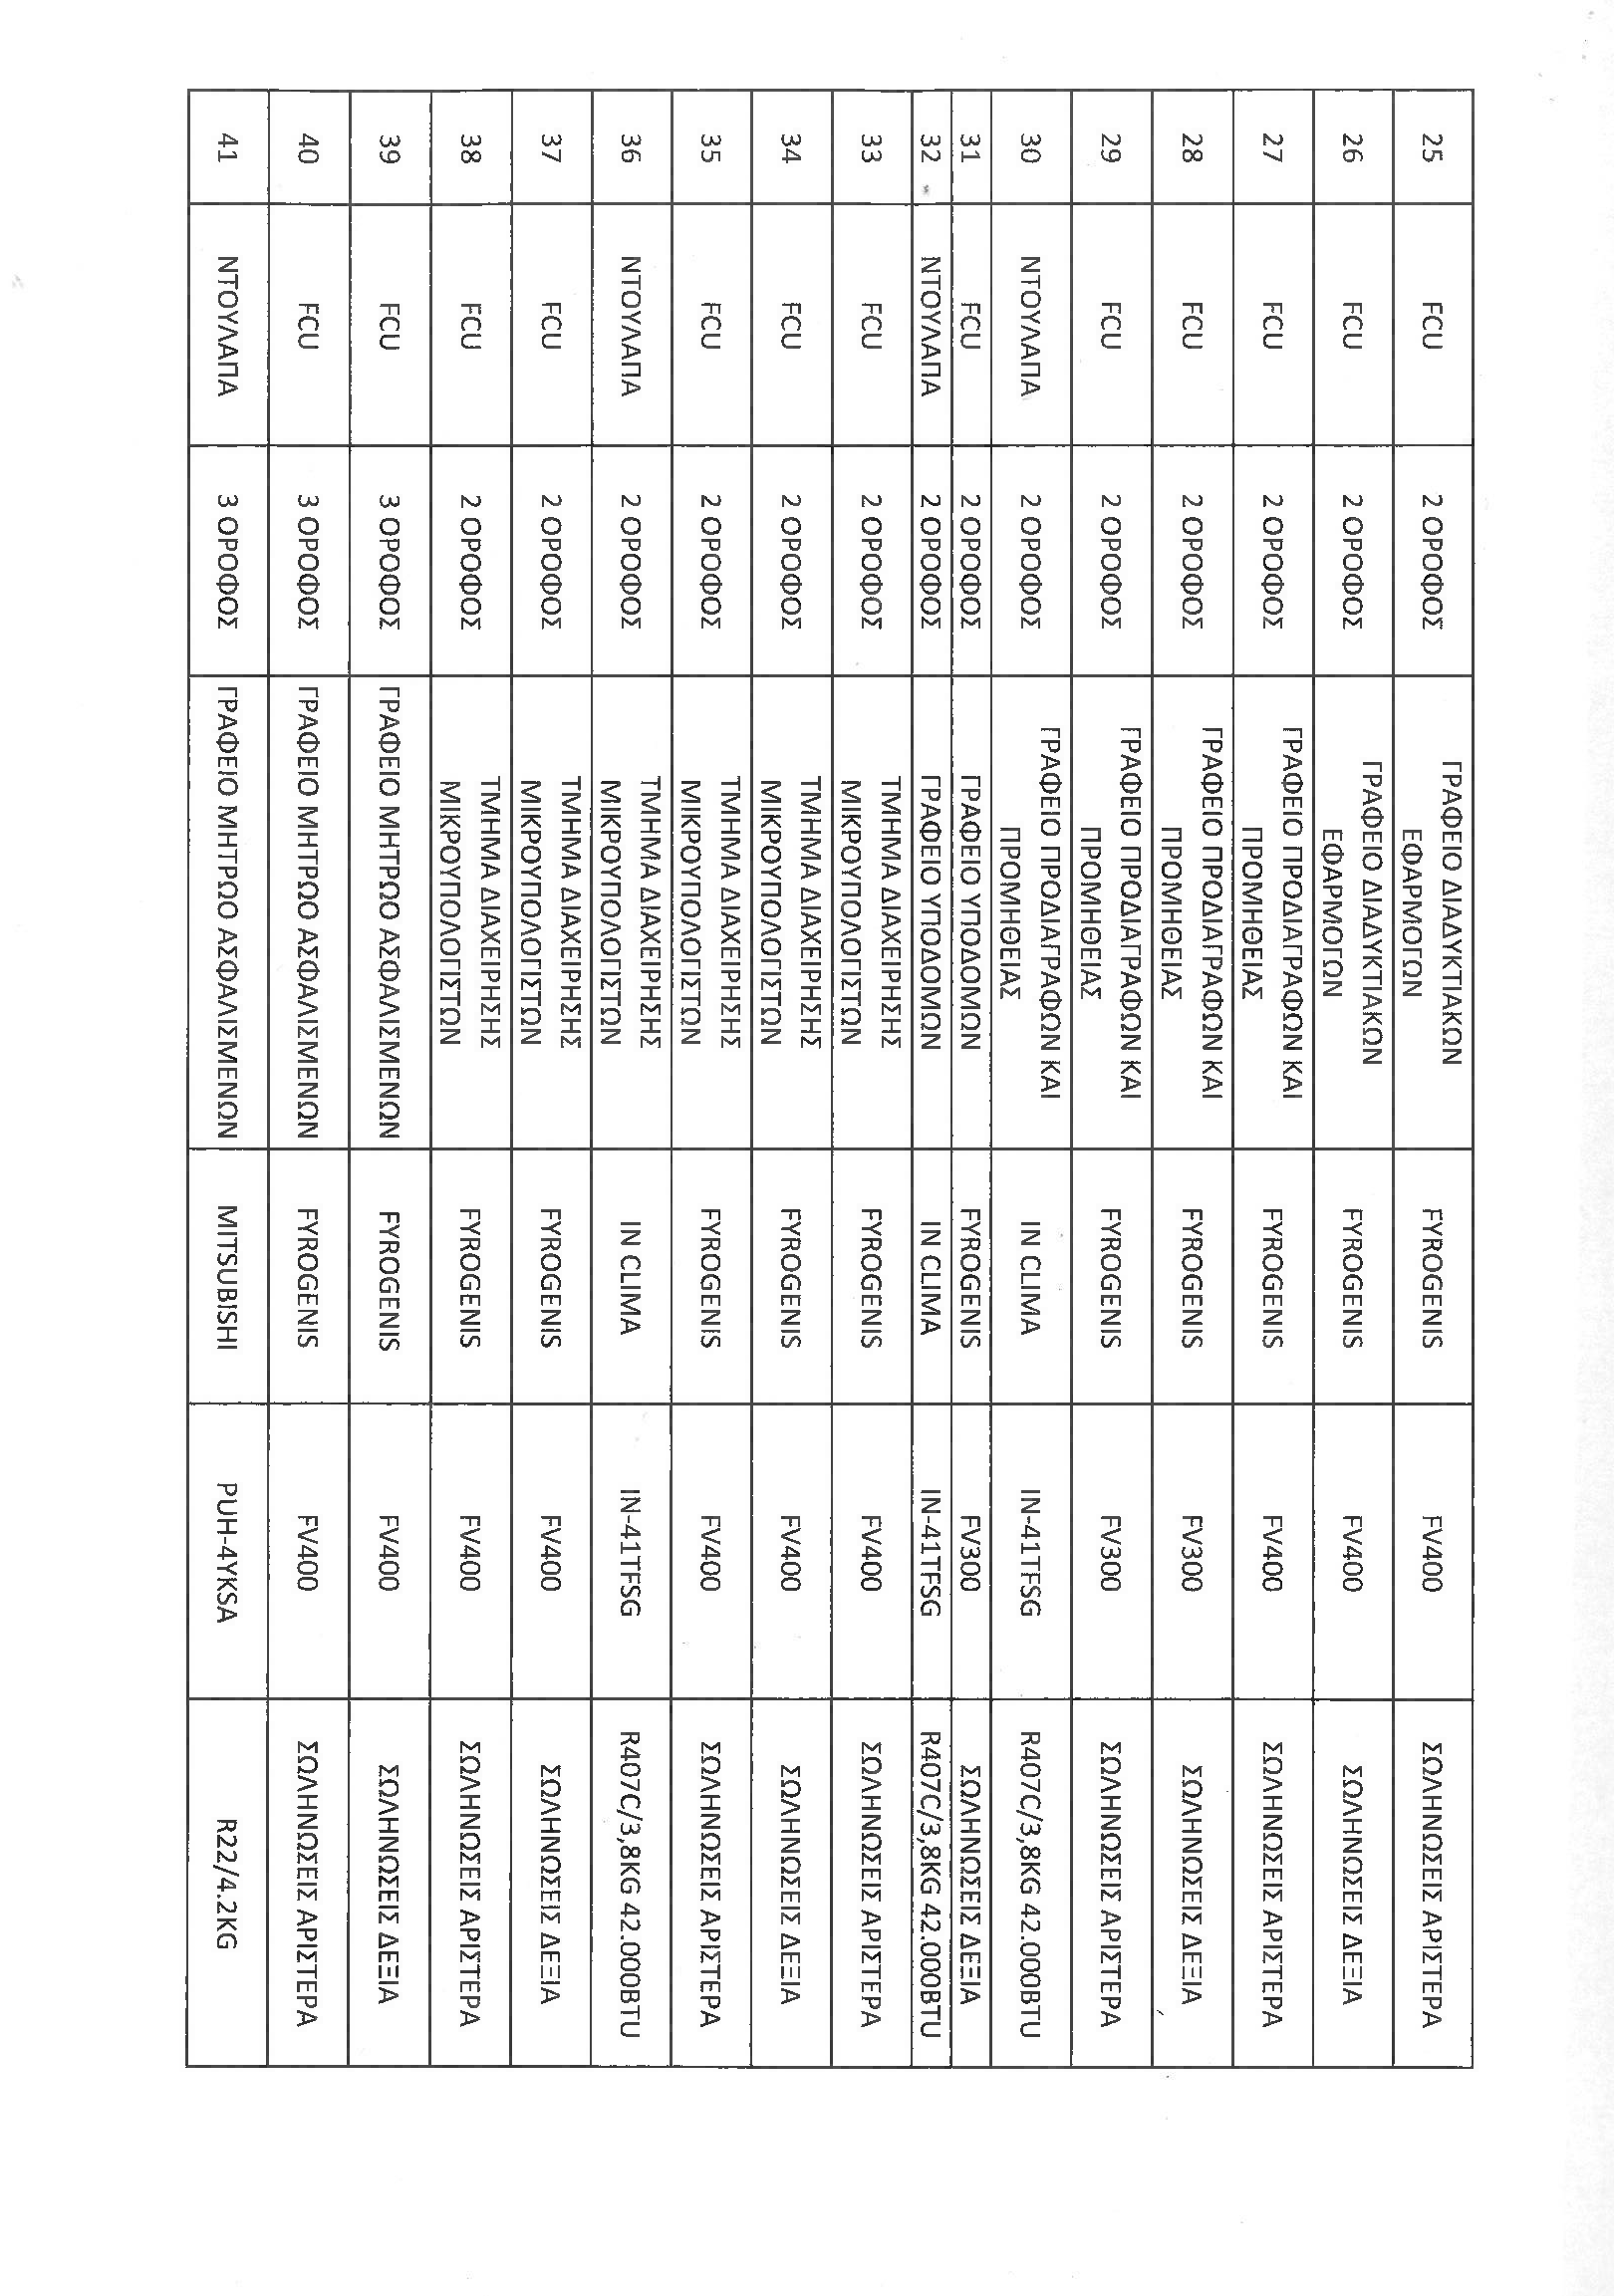 25 FCU 2 ΟΡΟΦΟΣ ΓΡΑΦΕΙΟ ΔΙΑΔΥΚΤΙΑΚΩΝ ΕΦΑΡΜΟΓΩΝ FYROGENIS FV400 ΣΩΛΗΝΩΣΕΙΣ ΑΡΙΣΤΕΡΑ
26 FCU 2 ΟΡΟΦΟΣ ΓΡΑΦΕΙΟ ΔΙΑΔΥΚΤΙΑΚΩΝ ΕΦΑΡΜΟΓΩΝ FYROGENIS FV400 ΣΩΛΗΝΩΣΕΙΣ ΔΕΞΙΑ
27 FCU 2 ΟΡΟΦΟΣ ΓΡΑΦΕΙΟ ΠΡΟΔΙΑΓΡΑΦΩΝ ΚΑΙ ΠΡΟΜΗΘΕΙΑΣ FYROGENIS FV400 ΣΩΛΗΝΩΣΕΙΣ ΑΡΙΣΤΕΡΑ
28 FCU 2 ΟΡΟΦΟΣ ΓΡΑΦΕΙΟ ΠΡΟΔΙΑΓΡΑΦΩΝ ΚΑΙ ΠΡΟΜΗΘΕΙΑΣ FYROGENIS FV300 ΣΩΛΗΝΩΣΕΙΣ ΔΕΞΙΑ
29 FCU 2 ΟΡΟΦΟΣ ΓΡΑΦΕΙΟ ΠΡΟΔΙΑΓΡΑΦΩΝ ΚΑΙ ΠΡΟΜΗΘΕΙΑΣ FYROGENIS FV300 ΣΩΛΗΝΩΣΕΙΣ ΑΡΙΣΤΕΡΑ
30 ΝΤΟΥΛΑΠΑ 2 ΟΡΟΦΟΣ ΓΡΑΦΕΙΟ ΠΡΟΔΙΑΓΡΑΦΩΝ ΚΑΙ ΠΡΟΜΗΘΕΙΑΣ IN CLIMA IN-41TFSG R407C/3,8KG 42.000BTU
31 FCU 2 ΟΡΟΦΟΣ ΓΡΑΦΕΙΟ ΥΠΟΔΟΜΩΝ FYROGENIS FV300 ΣΩΛΗΝΩΣΕΙΣ ΔΕΞΙΑ
32 ΝΤΟΥΛΑΠΑ 2 ΟΡΟΦΟΣ ΓΡΑΦΕΙΟ ΥΠΟΔΟΜΩΝ IN CLIMA IN-41TFSG R407C/3,8KG 42.000BTU
33 FCU 2 ΟΡΟΦΟΣ ΤΜΗΜΑ ΔΙΑΧΕΙΡΗΣΗΣ ΜΙΚΡΟΥΠΟΛΟΓΙΣΤΩΝ FYROGENIS FV400 ΣΩΛΗΝΩΣΕΙΣ ΑΡΙΣΤΕΡΑ
34 FCU 2 ΟΡΟΦΟΣ ΤΜΗΜΑ ΔΙΑΧΕΙΡΗΣΗΣ ΜΙΚΡΟΥΠΟΛΟΓΙΣΤΩΝ FYROGENIS FV400 ΣΩΛΗΝΩΣΕΙΣ ΔΕΞΙΑ
35 FCU 2 ΟΡΟΦΟΣ ΤΜΗΜΑ ΔΙΑΧΕΙΡΗΣΗΣ ΜΙΚΡΟΥΠΟΛΟΓΙΣΤΩΝ FYROGENIS FV400 ΣΩΛΗΝΩΣΕΙΣ ΑΡΙΣΤΕΡΑ
36 ΝΤΟΥΛΑΠΑ 2 ΟΡΟΦΟΣ ΤΜΗΜΑ ΔΙΑΧΕΙΡΗΣΗΣ ΜΙΚΡΟΥΠΟΛΟΓΙΣΤΩΝ IN CLIMA IN-41TFSG R407C/3,8KG 42.000BTU
37 FCU 2 ΟΡΟΦΟΣ ΤΜΗΜΑ ΔΙΑΧΕΙΡΗΣΗΣ ΜΙΚΡΟΥΠΟΛΟΓΙΣΤΩΝ FYROGENIS FV400 ΣΩΛΗΝΩΣΕΙΣ ΔΕΞΙΑ
38 FCU 2 ΟΡΟΦΟΣ ΤΜΗΜΑ ΔΙΑΧΕΙΡΗΣΗΣ ΜΙΚΡΟΥΠΟΛΟΓΙΣΤΩΝ FYROGENIS FV400 ΣΩΛΗΝΩΣΕΙΣ ΑΡΙΣΤΕΡΑ
39 FCU 3 ΟΡΟΦΟΣ ΓΡΑΦΕΙΟ ΜΗΤΡΩΟ ΑΣΦΑΛΙΣΜΕΝΩΝ FYROGENIS FV400 ΣΩΛΗΝΩΣΕΙΣ ΔΕΞΙΑ
40 FCU 3 ΟΡΟΦΟΣ ΓΡΑΦΕΙΟ ΜΗΤΡΩΟ ΑΣΦΑΛΙΣΜΕΝΩΝ FYROGENIS FV400 ΣΩΛΗΝΩΣΕΙΣ ΑΡΙΣΤΕΡΑ
41 ΝΤΟΥΛΑΠΑ 3 ΟΡΟΦΟΣ ΓΡΑΦΕΙΟ ΜΗΤΡΩΟ ΑΣΦΑΛΙΣΜΕΝΩΝ MITSUBISHI PUH-4YKSA R22/4.2KG